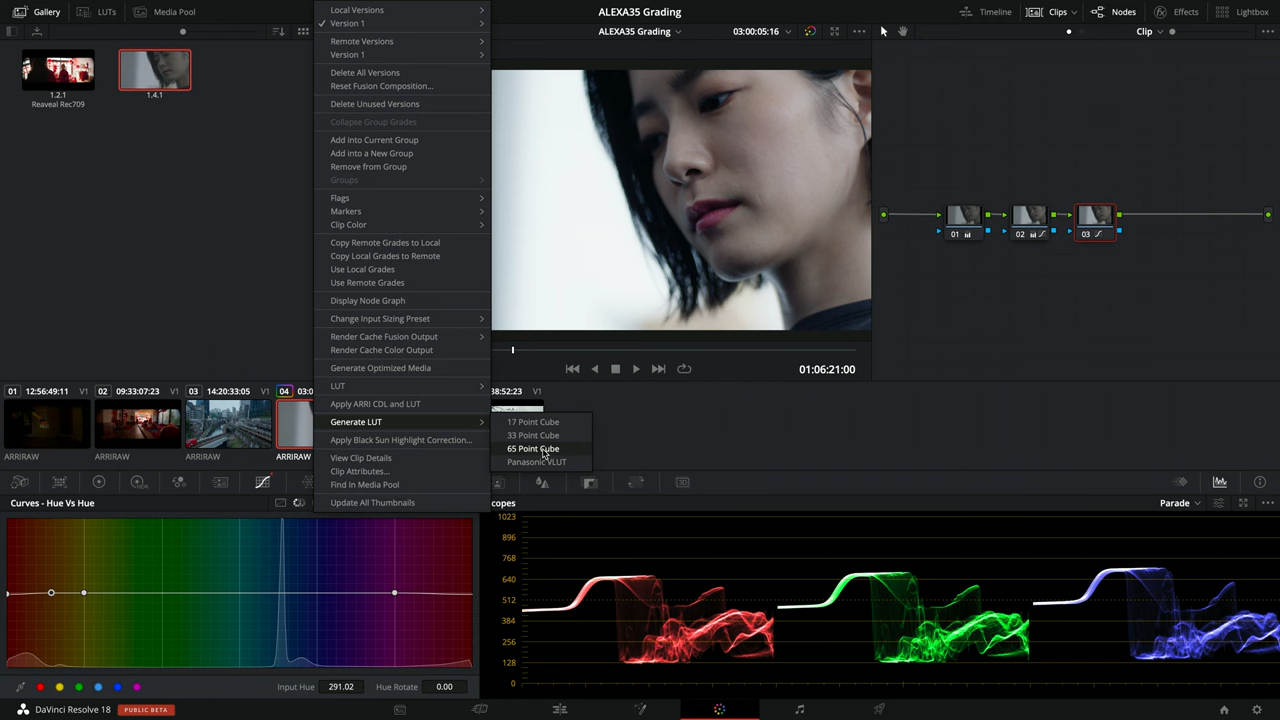 Gallery
LUTs
Media Pool
ALEXA35 Grading
Timeline
Clips
Nodes
Effects
Lightbox
ALEXA35 Grading
03:00:05:16
Clip
1.2.1
Reaveal Rec709
1.4.1
Local Versions
Version 1
Remote Versions
Version 1
Delete All Versions
Reset Fusion Composition...
Delete Unused Versions
Collapse Group Grades
Add into Current Group
Add into a New Group
Remove from Group
Groups
Flags
Markers
Clip Color
Copy Remote Grades to Local
Copy Local Grades to Remote
Use Local Grades
Use Remote Grades
Display Node Graph
Change Input Sizing Preset
Render Cache Fusion Output
Render Cache Color Output
Generate Optimized Media
LUT
Apply ARRI CDL and LUT
Generate LUT
Apply Black Sun Highlight Correction...
View Clip Details
Clip Attributes...
Find In Media Pool
Update All Thumbnails
17 Point Cube
33 Point Cube
65 Point Cube
Panasonic VLUT
01
02
03
01:06:21:00
01 12:56:49:11 V1
02 09:33:07:23 V1
03 14:20:33:05 V1
04 03:0
38:52:23 V1
ARRIRAW
ARRIRAW
ARRIRAW
ARRIRAW
Curves - Hue Vs Hue
copes
Parade
1023
896
768
640
512
384
256
128
0
Input Hue 291.02
Hue Rotate 0.00
DaVinci Resolve 18
PUBLIC BETA